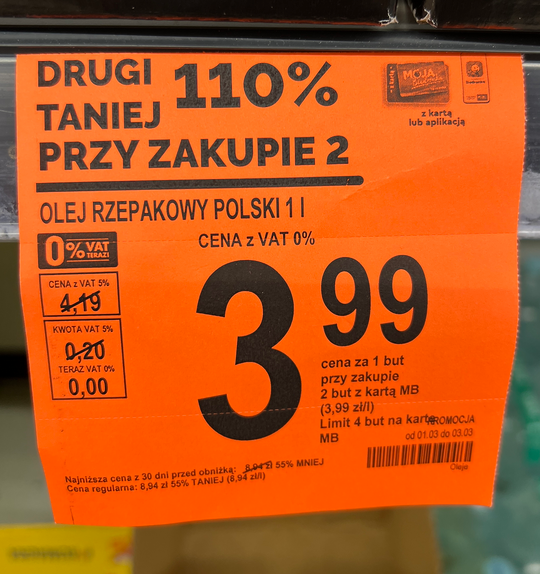 DRUGI 110%
TANIEJ
PRZY ZAKUPIE 2
MOJA
z kartą
lub aplikacją
OLEJ RZEPAKOWY POLSKI 1 l
0% VAT
TERAZ!
CENA z VAT 0%
CENA z VAT 5%
4,19
KWOTA VAT 5%
0,20
TERAZ VAT 0%
0,00
3 99
cena za 1 but
przy zakupie
2 but z kartą MB
(3,99 zł/l)
Limit 4 but na kartę
MB
PROMOCJA
od 01.03 do 03.03
Oleje
Najniższa cena z 30 dni przed obniżką: 8,94 zł 55% MNIEJ
Cena regularna: 8,94 zł 55% TANIEJ (8,94 zł/l)